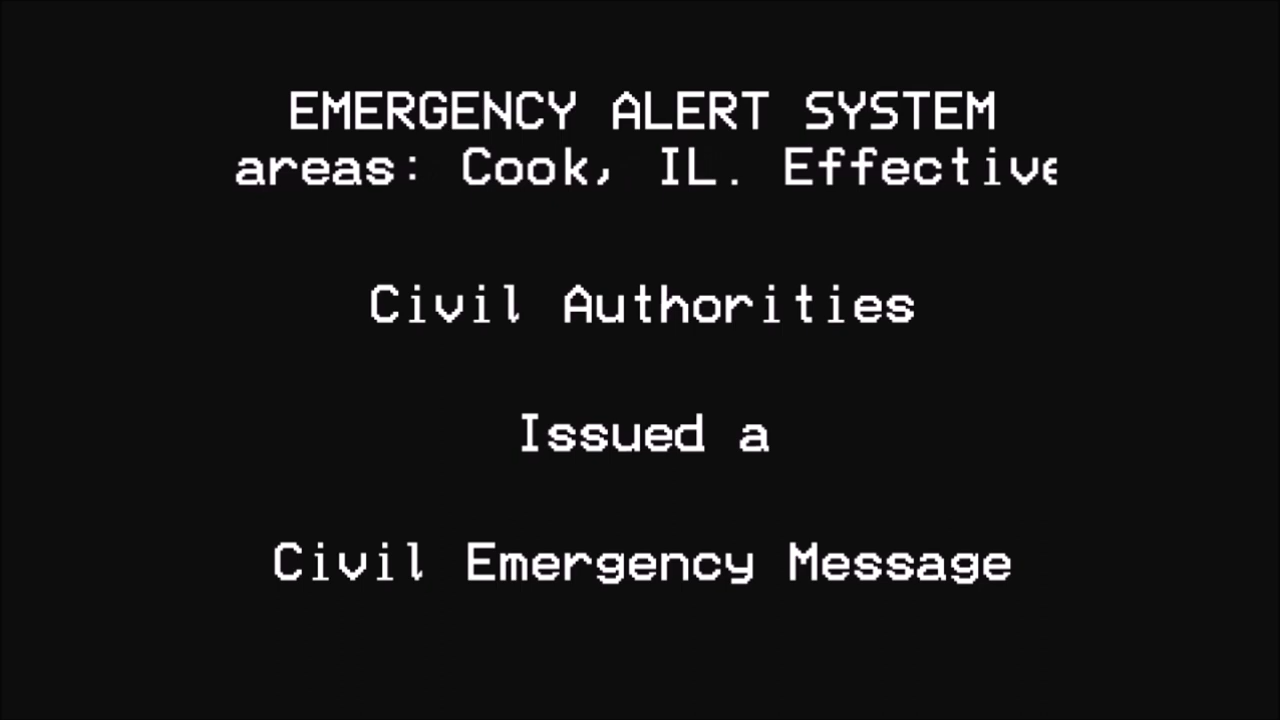 EMERGENCY ALERT SYSTEM
areas: Cook, IL. Effective
Civil Authorities
Issued a
Civil Emergency Message